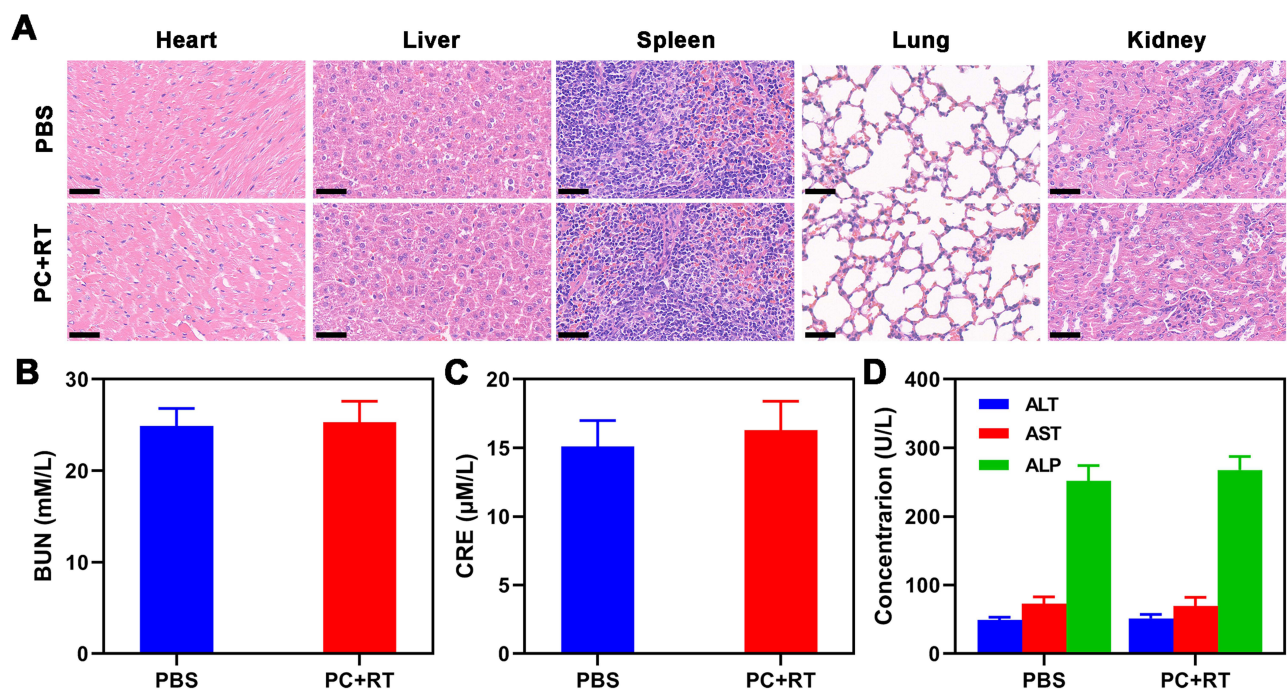 A
Heart Liver Spleen Lung Kidney
PBS
PC+RT
B
BUN (mM/L)
30
20
10
0
PBS PC+RT
C
CRE (μM/L)
20
15
10
5
0
PBS PC+RT
D
Concentrarion (U/L)
400
300
200
100
0
ALT
AST
ALP
PBS PC+RT